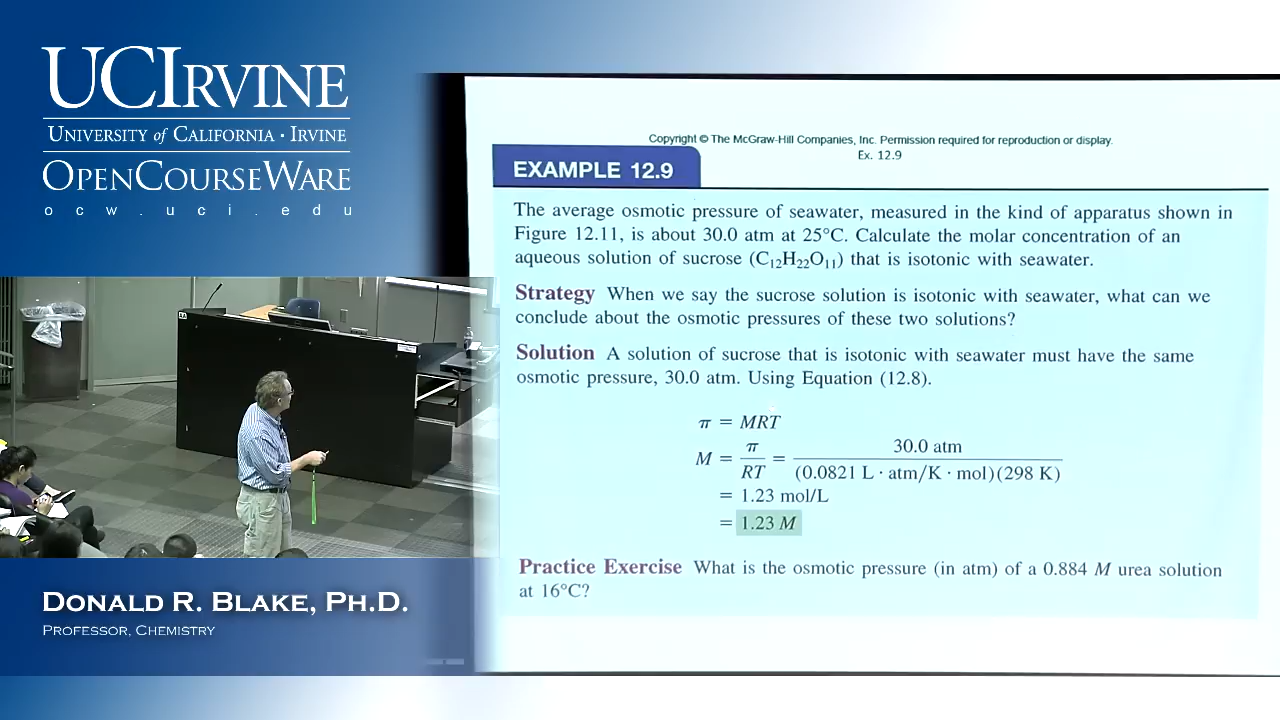 UCIRVINE
UNIVERSITY of CALIFORNIA · IRVINE
OPENCOURSEWARE
ocw.uci.edu
Copyright © The McGraw-Hill Companies, Inc. Permission required for reproduction or display.
Ex. 12.9
EXAMPLE 12.9
The average osmotic pressure of seawater, measured in the kind of apparatus shown in
Figure 12.11, is about 30.0 atm at 25°C. Calculate the molar concentration of an
aqueous solution of sucrose (C₁₂H₂₂O₁₁) that is isotonic with seawater.
Strategy When we say the sucrose solution is isotonic with seawater, what can we
conclude about the osmotic pressures of these two solutions?
Solution A solution of sucrose that is isotonic with seawater must have the same
osmotic pressure, 30.0 atm. Using Equation (12.8).
π = MRT
M = π/RT = 30.0 atm/(0.0821 L · atm/K · mol)(298 K)
= 1.23 mol/L
= 1.23 M
Practice Exercise What is the osmotic pressure (in atm) of a 0.884 M urea solution
at 16°C?
DONALD R. BLAKE, PH.D.
PROFESSOR, CHEMISTRY